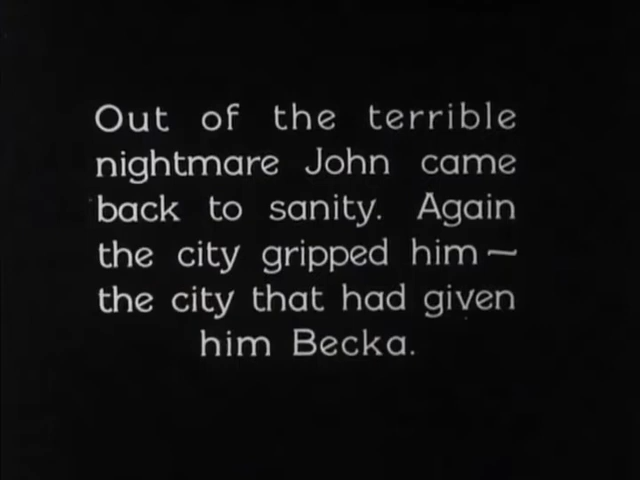 Out of the terrible
nightmare John came
back to sanity. Again
the city gripped him —
the city that had given
him Becka.